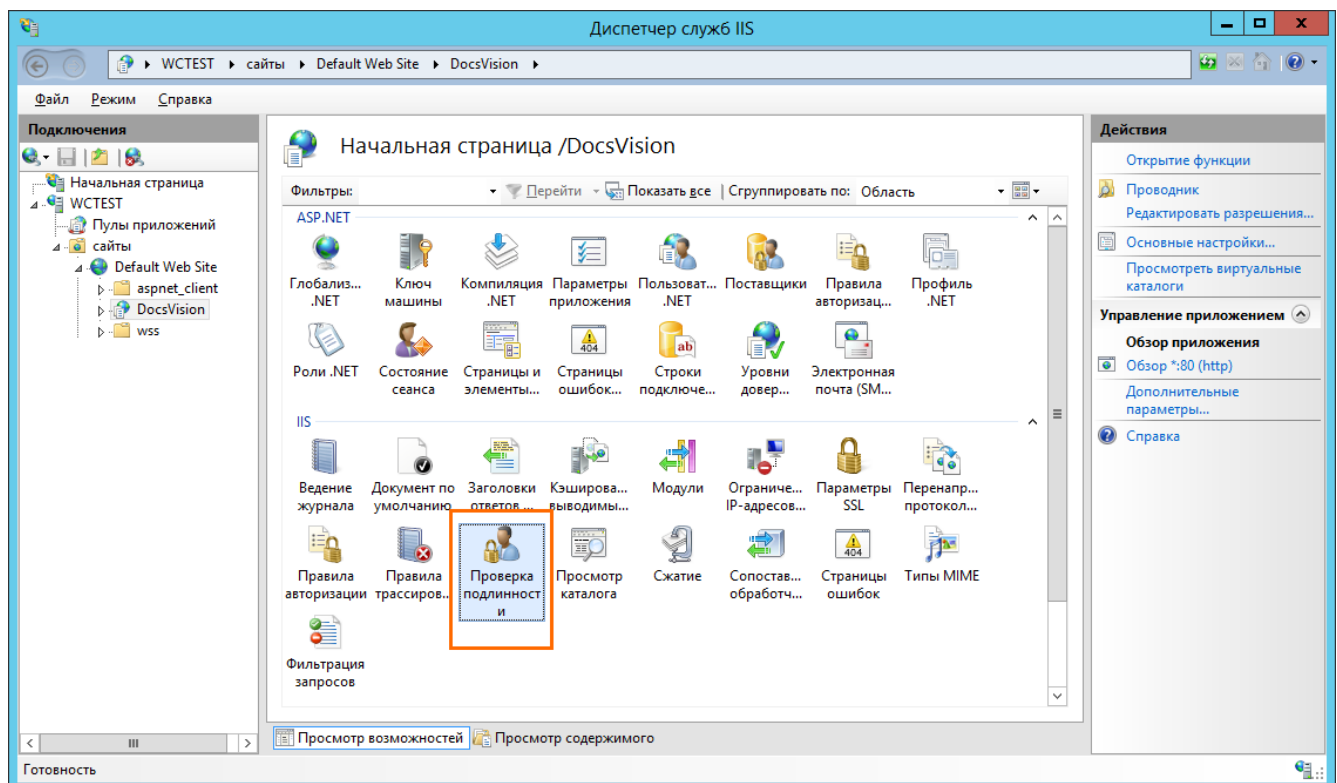 Диспетчер служб IIS
WCTEST сайты Default Web Site DocsVision
Файл Режим Справка
Подключения
Начальная страница
WCTEST
Пулы приложений
сайты
Default Web Site
aspnet_client
DocsVision
wss
Начальная страница /DocsVision
Фильтры: Перейти Показать все Сгруппировать по: Область
ASP.NET
Глобализ... Ключ Компиляция Параметры Пользоват... Поставщики Правила Профиль
.NET машины .NET приложения .NET авторизац... .NET
Роли .NET Состояние Страницы и Страницы Строки Уровни Электронная
сеанса элементы... ошибок... подключе... довер... почта (SM...
IIS
Ведение Документ по Заголовки Кэширова... Модули Ограниче... Параметры Перенапр...
журнала умолчанию ответов ... выводимы... IP-адресов... SSL протокол...
Правила Правила Проверка Просмотр Сжатие Сопостав... Страницы Типы MIME
авторизации трассиров... подлинност каталога обработч... ошибок
и
Фильтрация
запросов
Просмотр возможностей Просмотр содержимого
Действия
Открытие функции
Проводник
Редактировать разрешения...
Основные настройки...
Просмотреть виртуальные
каталоги
Управление приложением
Обзор приложения
Обзор *:80 (http)
Дополнительные
параметры...
Справка
Готовность